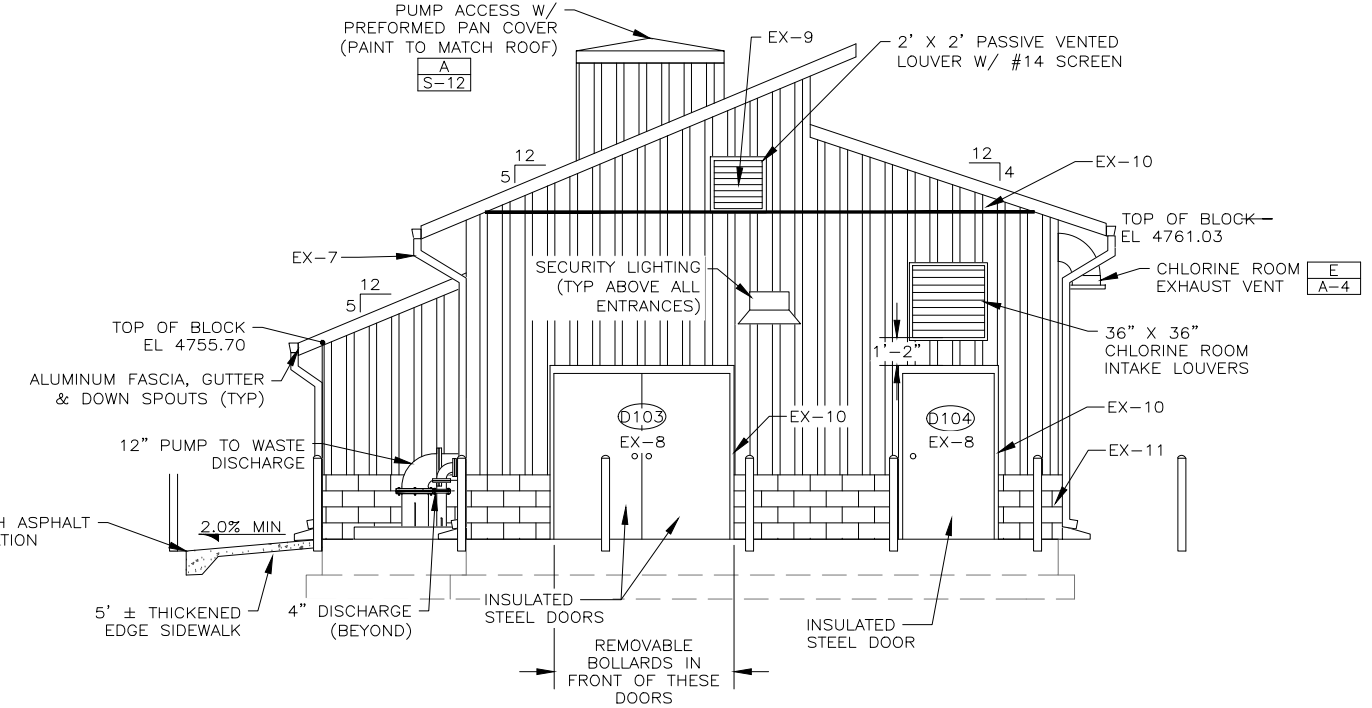 PUMP ACCESS W/
PREFORMED PAN COVER
(PAINT TO MATCH ROOF)
A
S-12
EX-9
2' X 2' PASSIVE VENTED
LOUVER W/ #14 SCREEN
12
5
12
4
EX-10
TOP OF BLOCK
EL 4761.03
EX-7
SECURITY LIGHTING
(TYP ABOVE ALL
ENTRANCES)
CHLORINE ROOM
EXHAUST VENT
E
A-4
12
5
TOP OF BLOCK
EL 4755.70
36" X 36"
CHLORINE ROOM
INTAKE LOUVERS
1'-2"
ALUMINUM FASCIA, GUTTER
& DOWN SPOUTS (TYP)
D103
EX-8
EX-10
D104
EX-8
EX-10
12" PUMP TO WASTE
DISCHARGE
EX-11
H ASPHALT
TION
2.0% MIN
5' ± THICKENED
EDGE SIDEWALK
4" DISCHARGE
(BEYOND)
INSULATED
STEEL DOORS
INSULATED
STEEL DOOR
REMOVABLE
BOLLARDS IN
FRONT OF THESE
DOORS